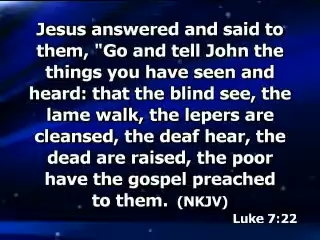 Jesus answered and said to
them, "Go and tell John the
things you have seen and
heard: that the blind see, the
lame walk, the lepers are
cleansed, the deaf hear, the
dead are raised, the poor
have the gospel preached
to them. (NKJV)
Luke 7:22